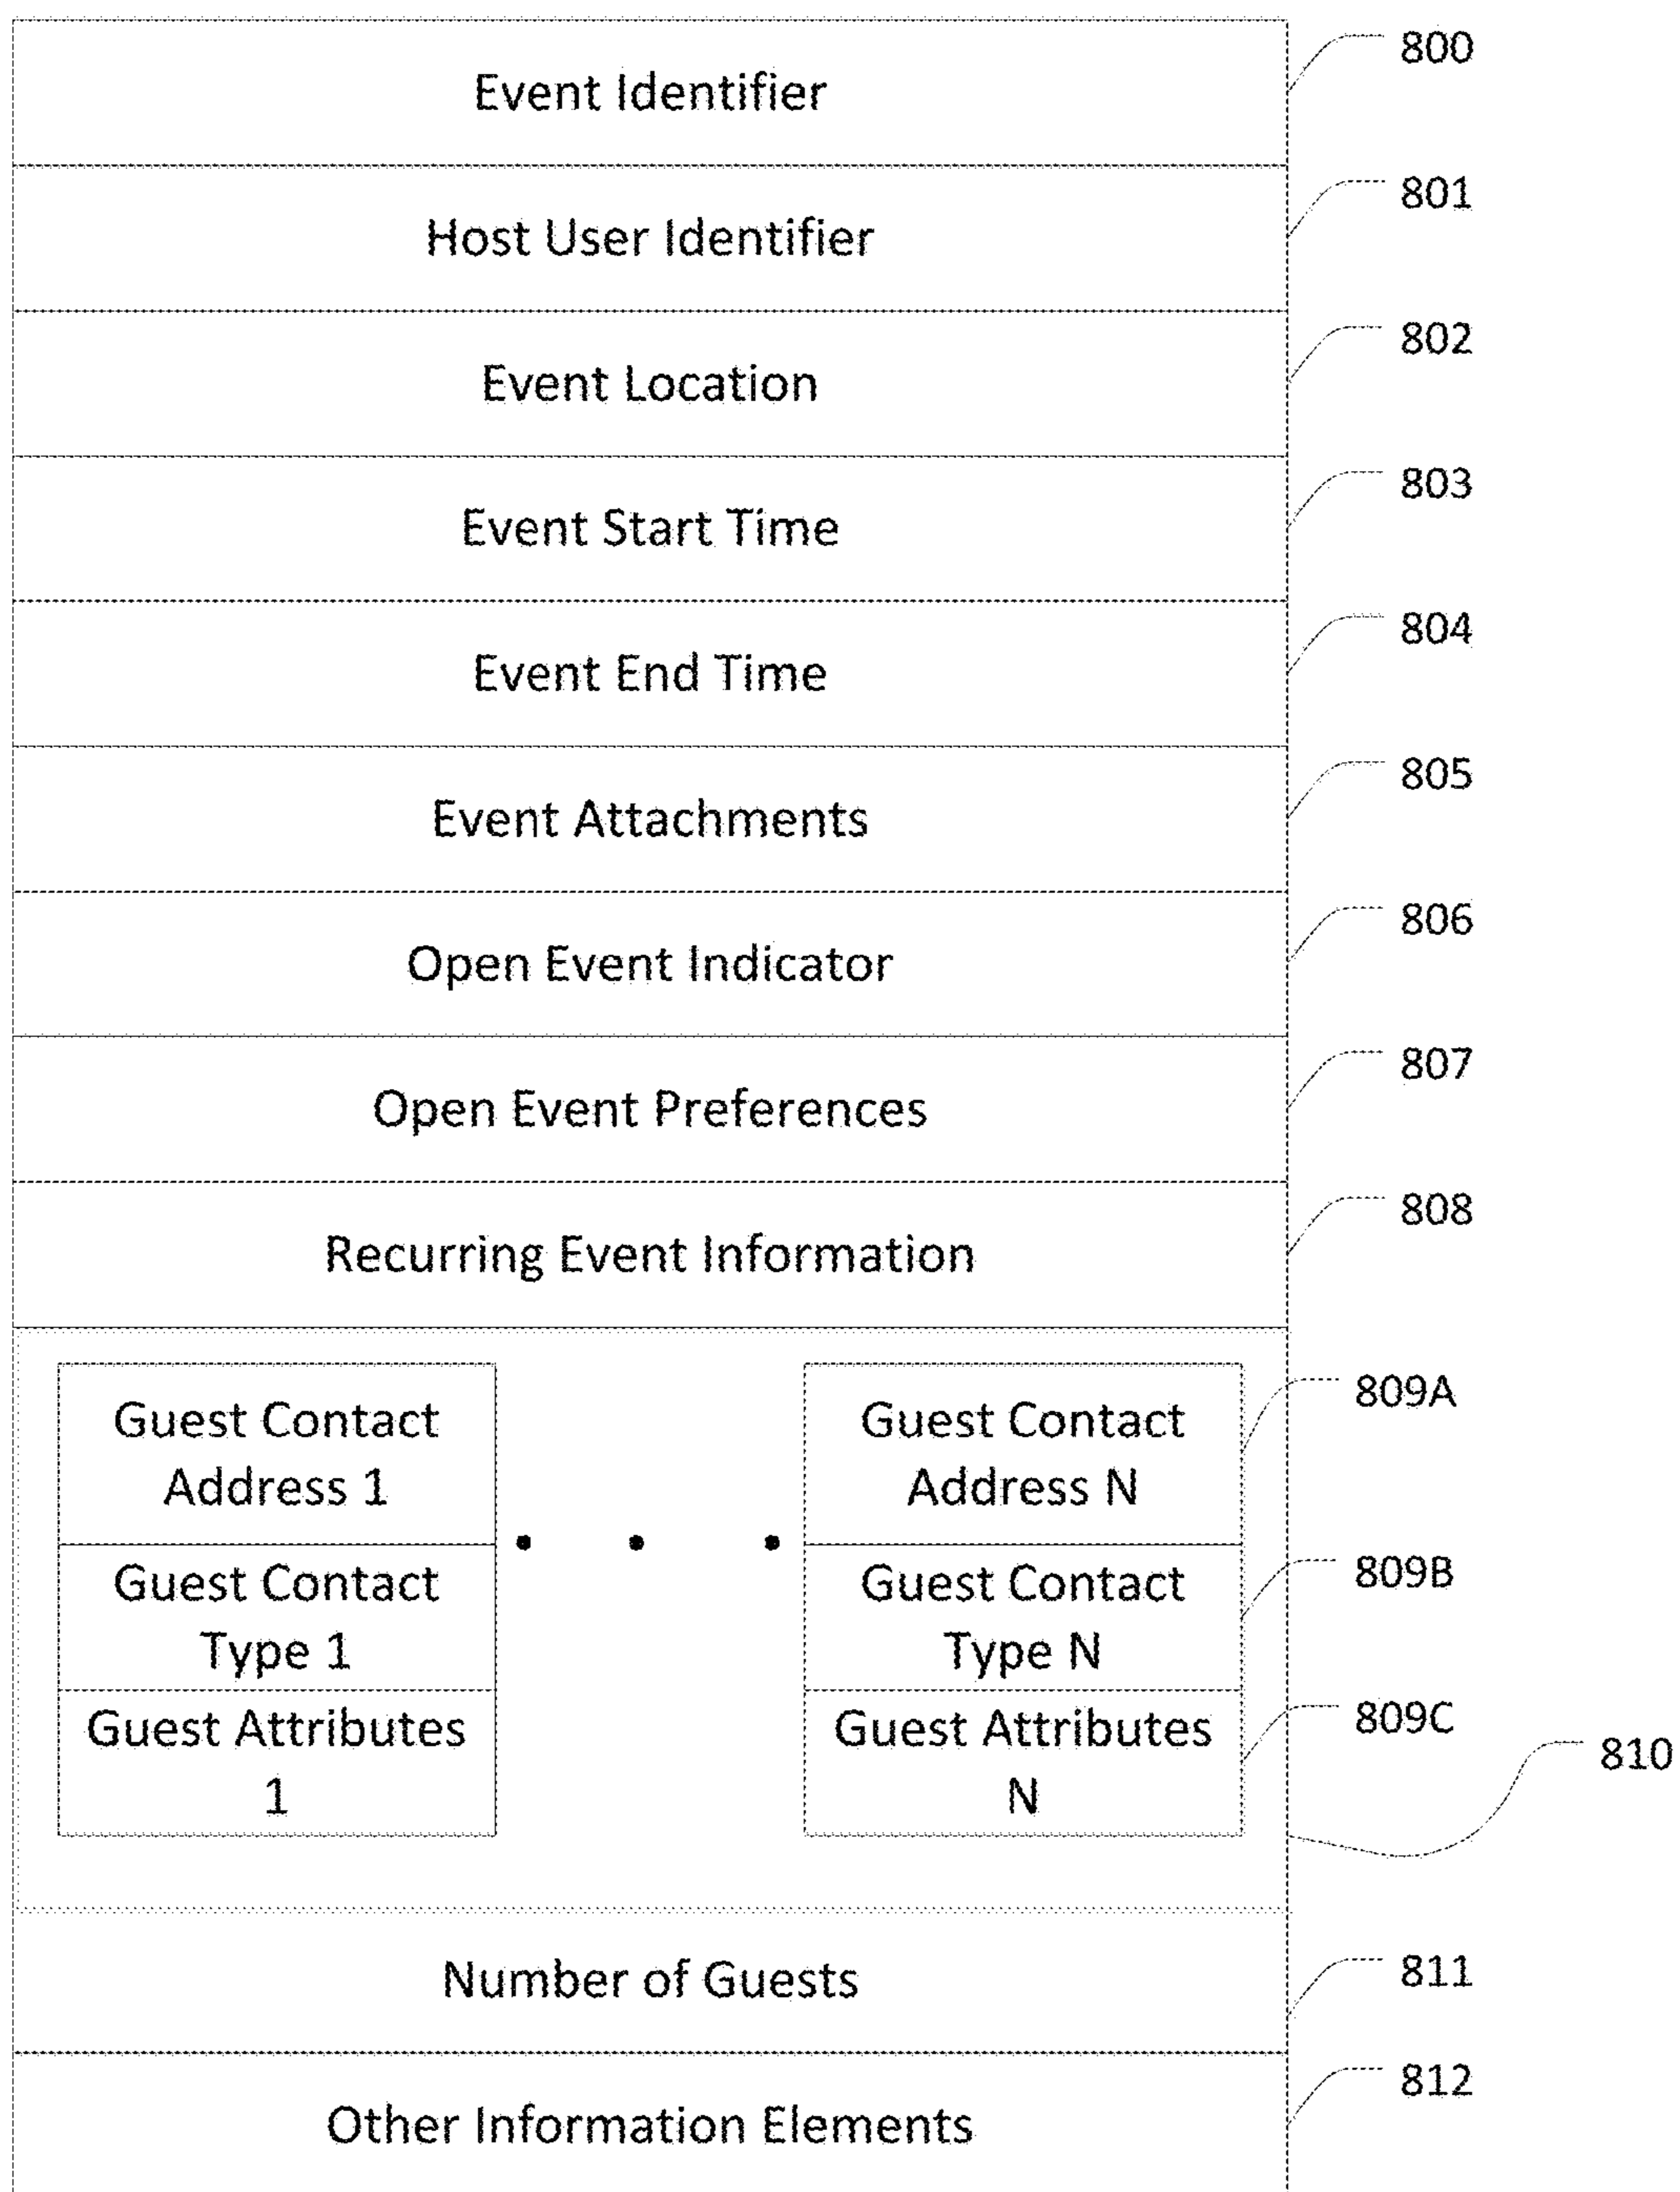 Event Identifier
800
Host User Identifier
801
Event Location
802
Event Start Time
803
Event End Time
804
Event Attachments
805
Open Event Indicator
806
Open Event Preferences
807
Recurring Event Information
808
Guest Contact
Address 1
Guest Contact
Type 1
Guest Attributes
1
Guest Contact
Address N
Guest Contact
Type N
Guest Attributes
N
809A
809B
809C
810
Number of Guests
811
Other Information Elements
812